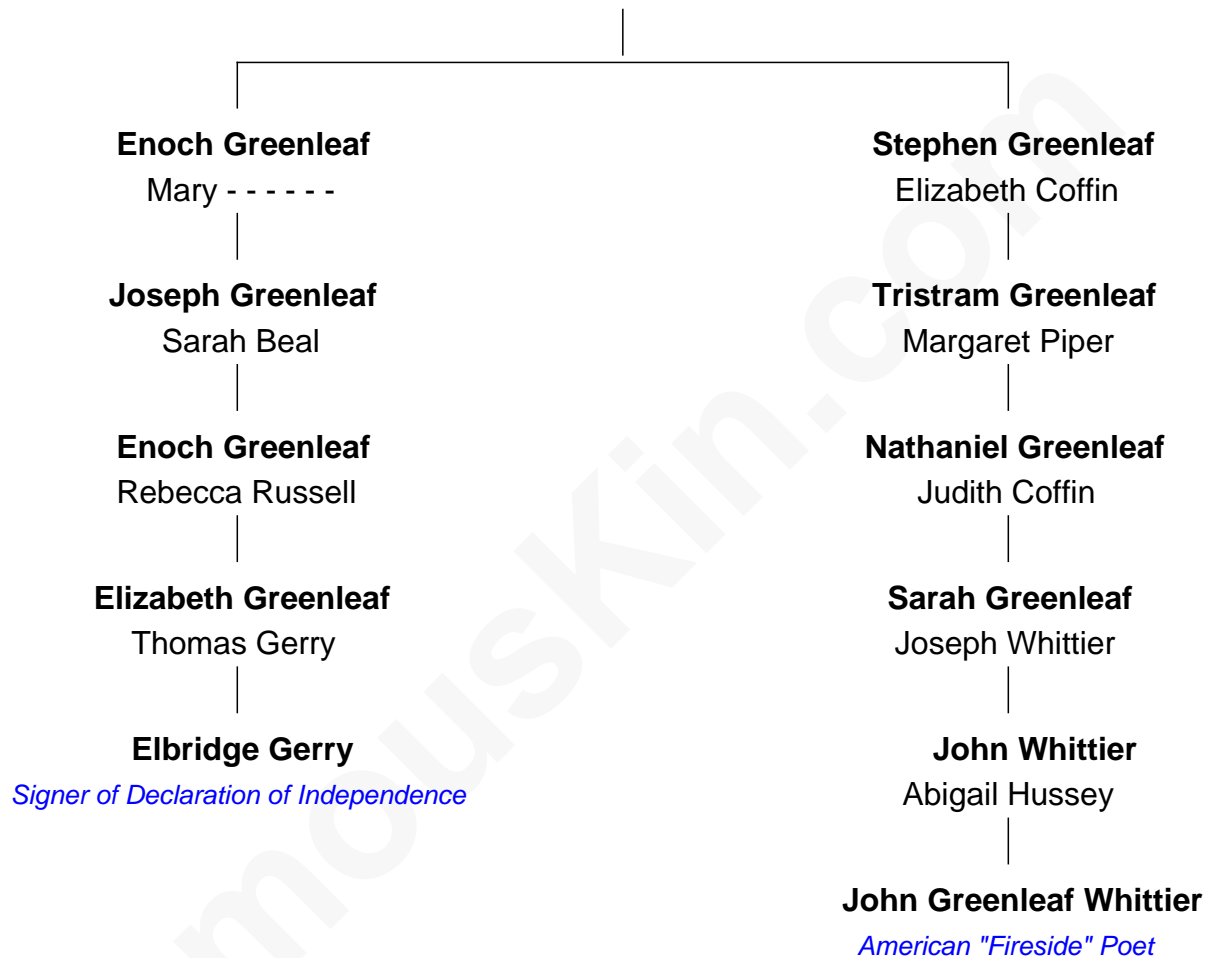 Enoch Greenleaf
Mary - - - - - -
Joseph Greenleaf
Sarah Beal
Enoch Greenleaf
Rebecca Russell
Elizabeth Greenleaf
Thomas Gerry
Elbridge Gerry
Signer of Declaration of Independence
Stephen Greenleaf
Elizabeth Coffin
Tristram Greenleaf
Margaret Piper
Nathaniel Greenleaf
Judith Coffin
Sarah Greenleaf
Joseph Whittier
John Whittier
Abigail Hussey
John Greenleaf Whittier
American "Fireside" Poet
mousKin.com